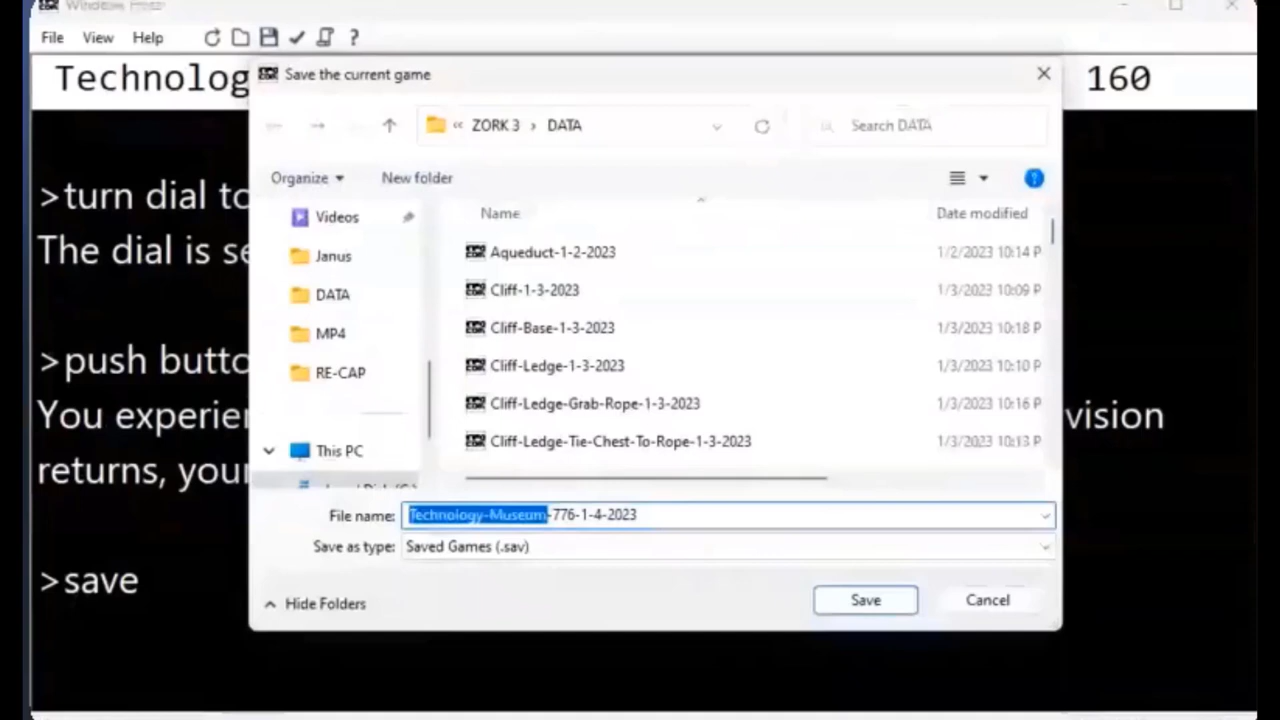 File View Help
Technolog 160
Save the current game
ZORK 3 › DATA
Search DATA
Organize New folder
Name Date modified
Videos
Janus
DATA
MP4
RE-CAP
This PC
Aqueduct-1-2-2023 1/2/2023 10:14 P
Cliff-1-3-2023 1/3/2023 10:09 P
Cliff-Base-1-3-2023 1/3/2023 10:18 P
Cliff-Ledge-1-3-2023 1/3/2023 10:10 P
Cliff-Ledge-Grab-Rope-1-3-2023 1/3/2023 10:16 P
Cliff-Ledge-Tie-Chest-To-Rope-1-3-2023 1/3/2023 10:13 P
File name: Technology-Museum-776-1-4-2023
Save as type: Saved Games (.sav)
Hide Folders Save Cancel
>turn dial to
The dial is se
>push butto
You experien vision
returns, your
>save